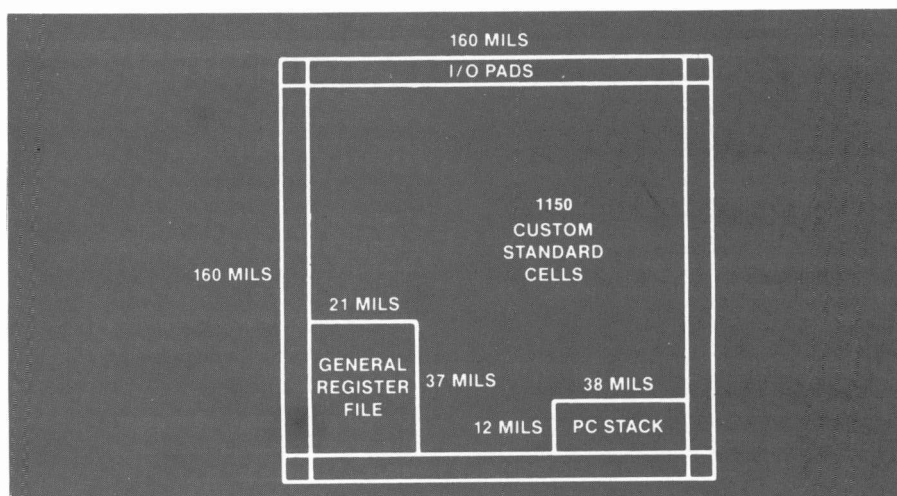 160 MILS
I/O PADS
1150
CUSTOM
STANDARD
CELLS
160 MILS
21 MILS
GENERAL
REGISTER
FILE
37 MILS
38 MILS
12 MILS
PC STACK